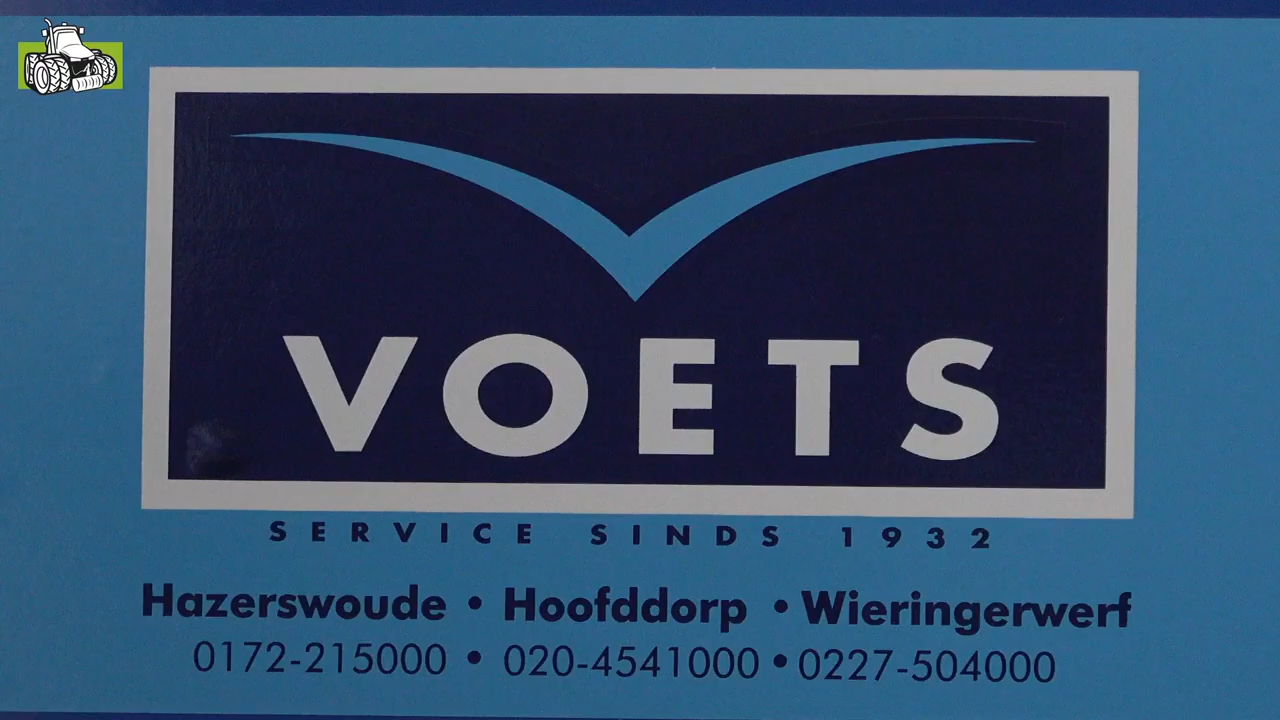 VOETS
SERVICE SINDS 1932
Hazerswoude • Hoofddorp • Wieringerwerf
0172-215000 • 020-4541000 • 0227-504000